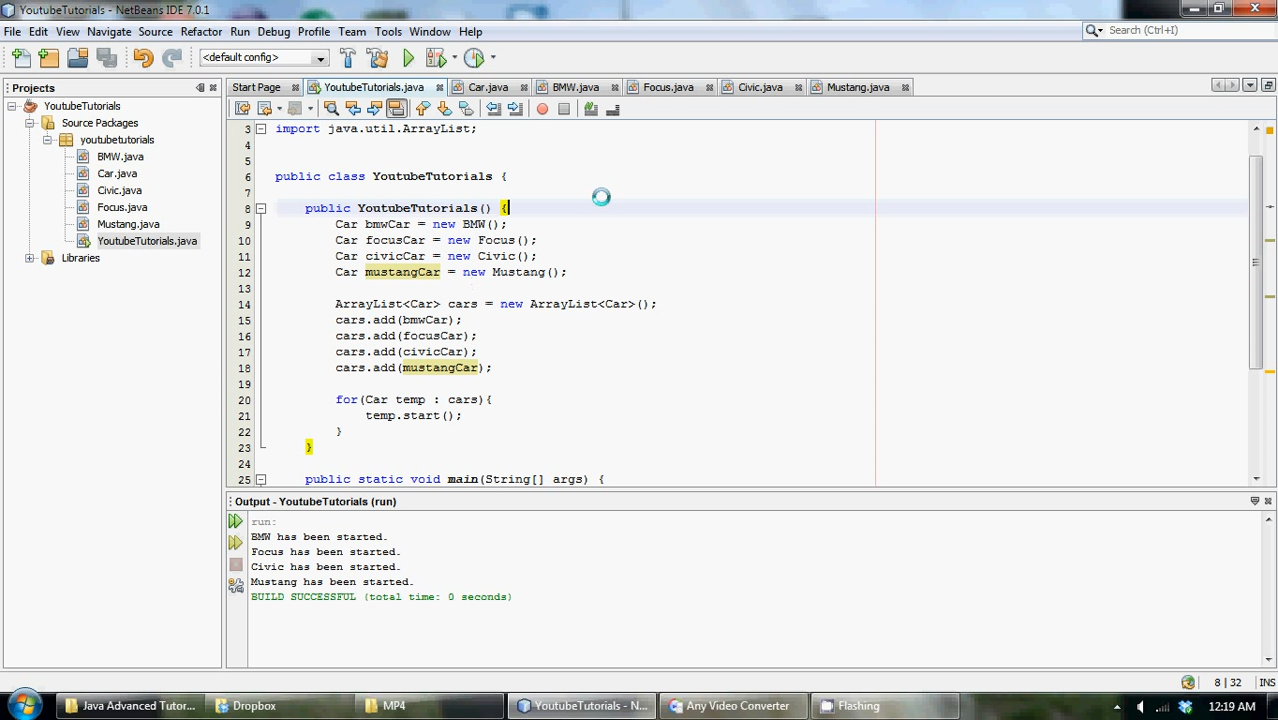 YoutubeTutorials - NetBeans IDE 7.0.1
File Edit View Navigate Source Refactor Run Debug Profile Team Tools Window Help
Search (Ctrl+I)
<default config>
Projects
Start Page YoutubeTutorials.java Car.java BMW.java Focus.java Civic.java Mustang.java
YoutubeTutorials
Source Packages
youtubetutorials
BMW.java
Car.java
Civic.java
Focus.java
Mustang.java
YoutubeTutorials.java
Libraries
3 import java.util.ArrayList;
4
5
6 public class YoutubeTutorials {
7
8 public YoutubeTutorials() {
9 Car bmwCar = new BMW();
10 Car focusCar = new Focus();
11 Car civicCar = new Civic();
12 Car mustangCar = new Mustang();
13
14 ArrayList<Car> cars = new ArrayList<Car>();
15 cars.add(bmwCar);
16 cars.add(focusCar);
17 cars.add(civicCar);
18 cars.add(mustangCar);
19
20 for(Car temp : cars){
21 temp.start();
22 }
23 }
24
25 public static void main(String[] args) {
Output - YoutubeTutorials (run)
run:
BMW has been started.
Focus has been started.
Civic has been started.
Mustang has been started.
BUILD SUCCESSFUL (total time: 0 seconds)
8 | 32 INS
Java Advanced Tutor... Dropbox MP4 YoutubeTutorials - N... Any Video Converter Flashing 12:19 AM